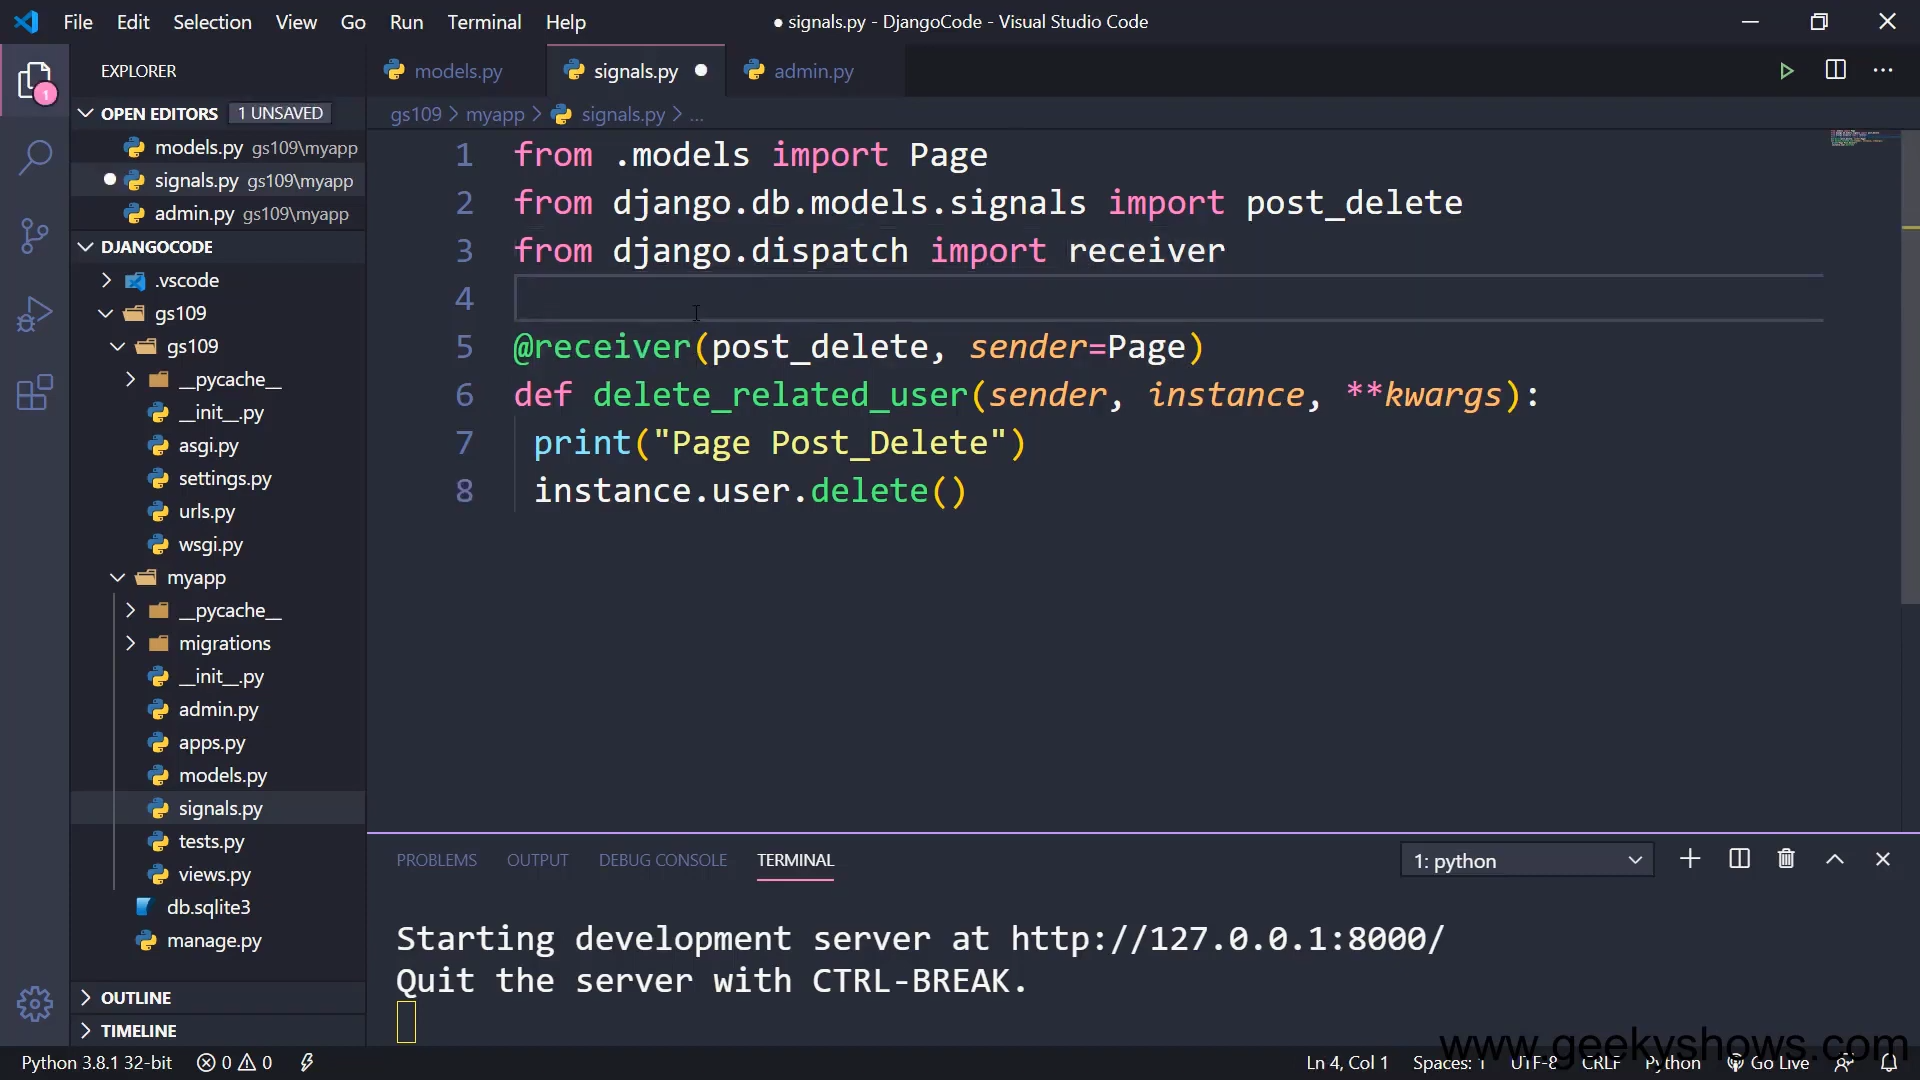 File Edit Selection View Go Run Terminal Help
● signals.py - DjangoCode - Visual Studio Code
EXPLORER
1
OPEN EDITORS 1 UNSAVED
models.py gs109\myapp
signals.py gs109\myapp
admin.py gs109\myapp
DJANGOCODE
.vscode
gs109
gs109
__pycache__
__init__.py
asgi.py
settings.py
urls.py
wsgi.py
myapp
__pycache__
migrations
__init__.py
admin.py
apps.py
models.py
signals.py
tests.py
views.py
db.sqlite3
manage.py
OUTLINE
TIMELINE
models.py signals.py admin.py
gs109 > myapp > signals.py > ...
1 from .models import Page
2 from django.db.models.signals import post_delete
3 from django.dispatch import receiver
4
5 @receiver(post_delete, sender=Page)
6 def delete_related_user(sender, instance, **kwargs):
7 print("Page Post_Delete")
8 instance.user.delete()
PROBLEMS OUTPUT DEBUG CONSOLE TERMINAL
1: python
Starting development server at http://127.0.0.1:8000/
Quit the server with CTRL-BREAK.
www.geekyshows.com
Python 3.8.1 32-bit 0 0
Ln 4, Col 1 Spaces: 1 UTF-8 CRLF Python Go Live